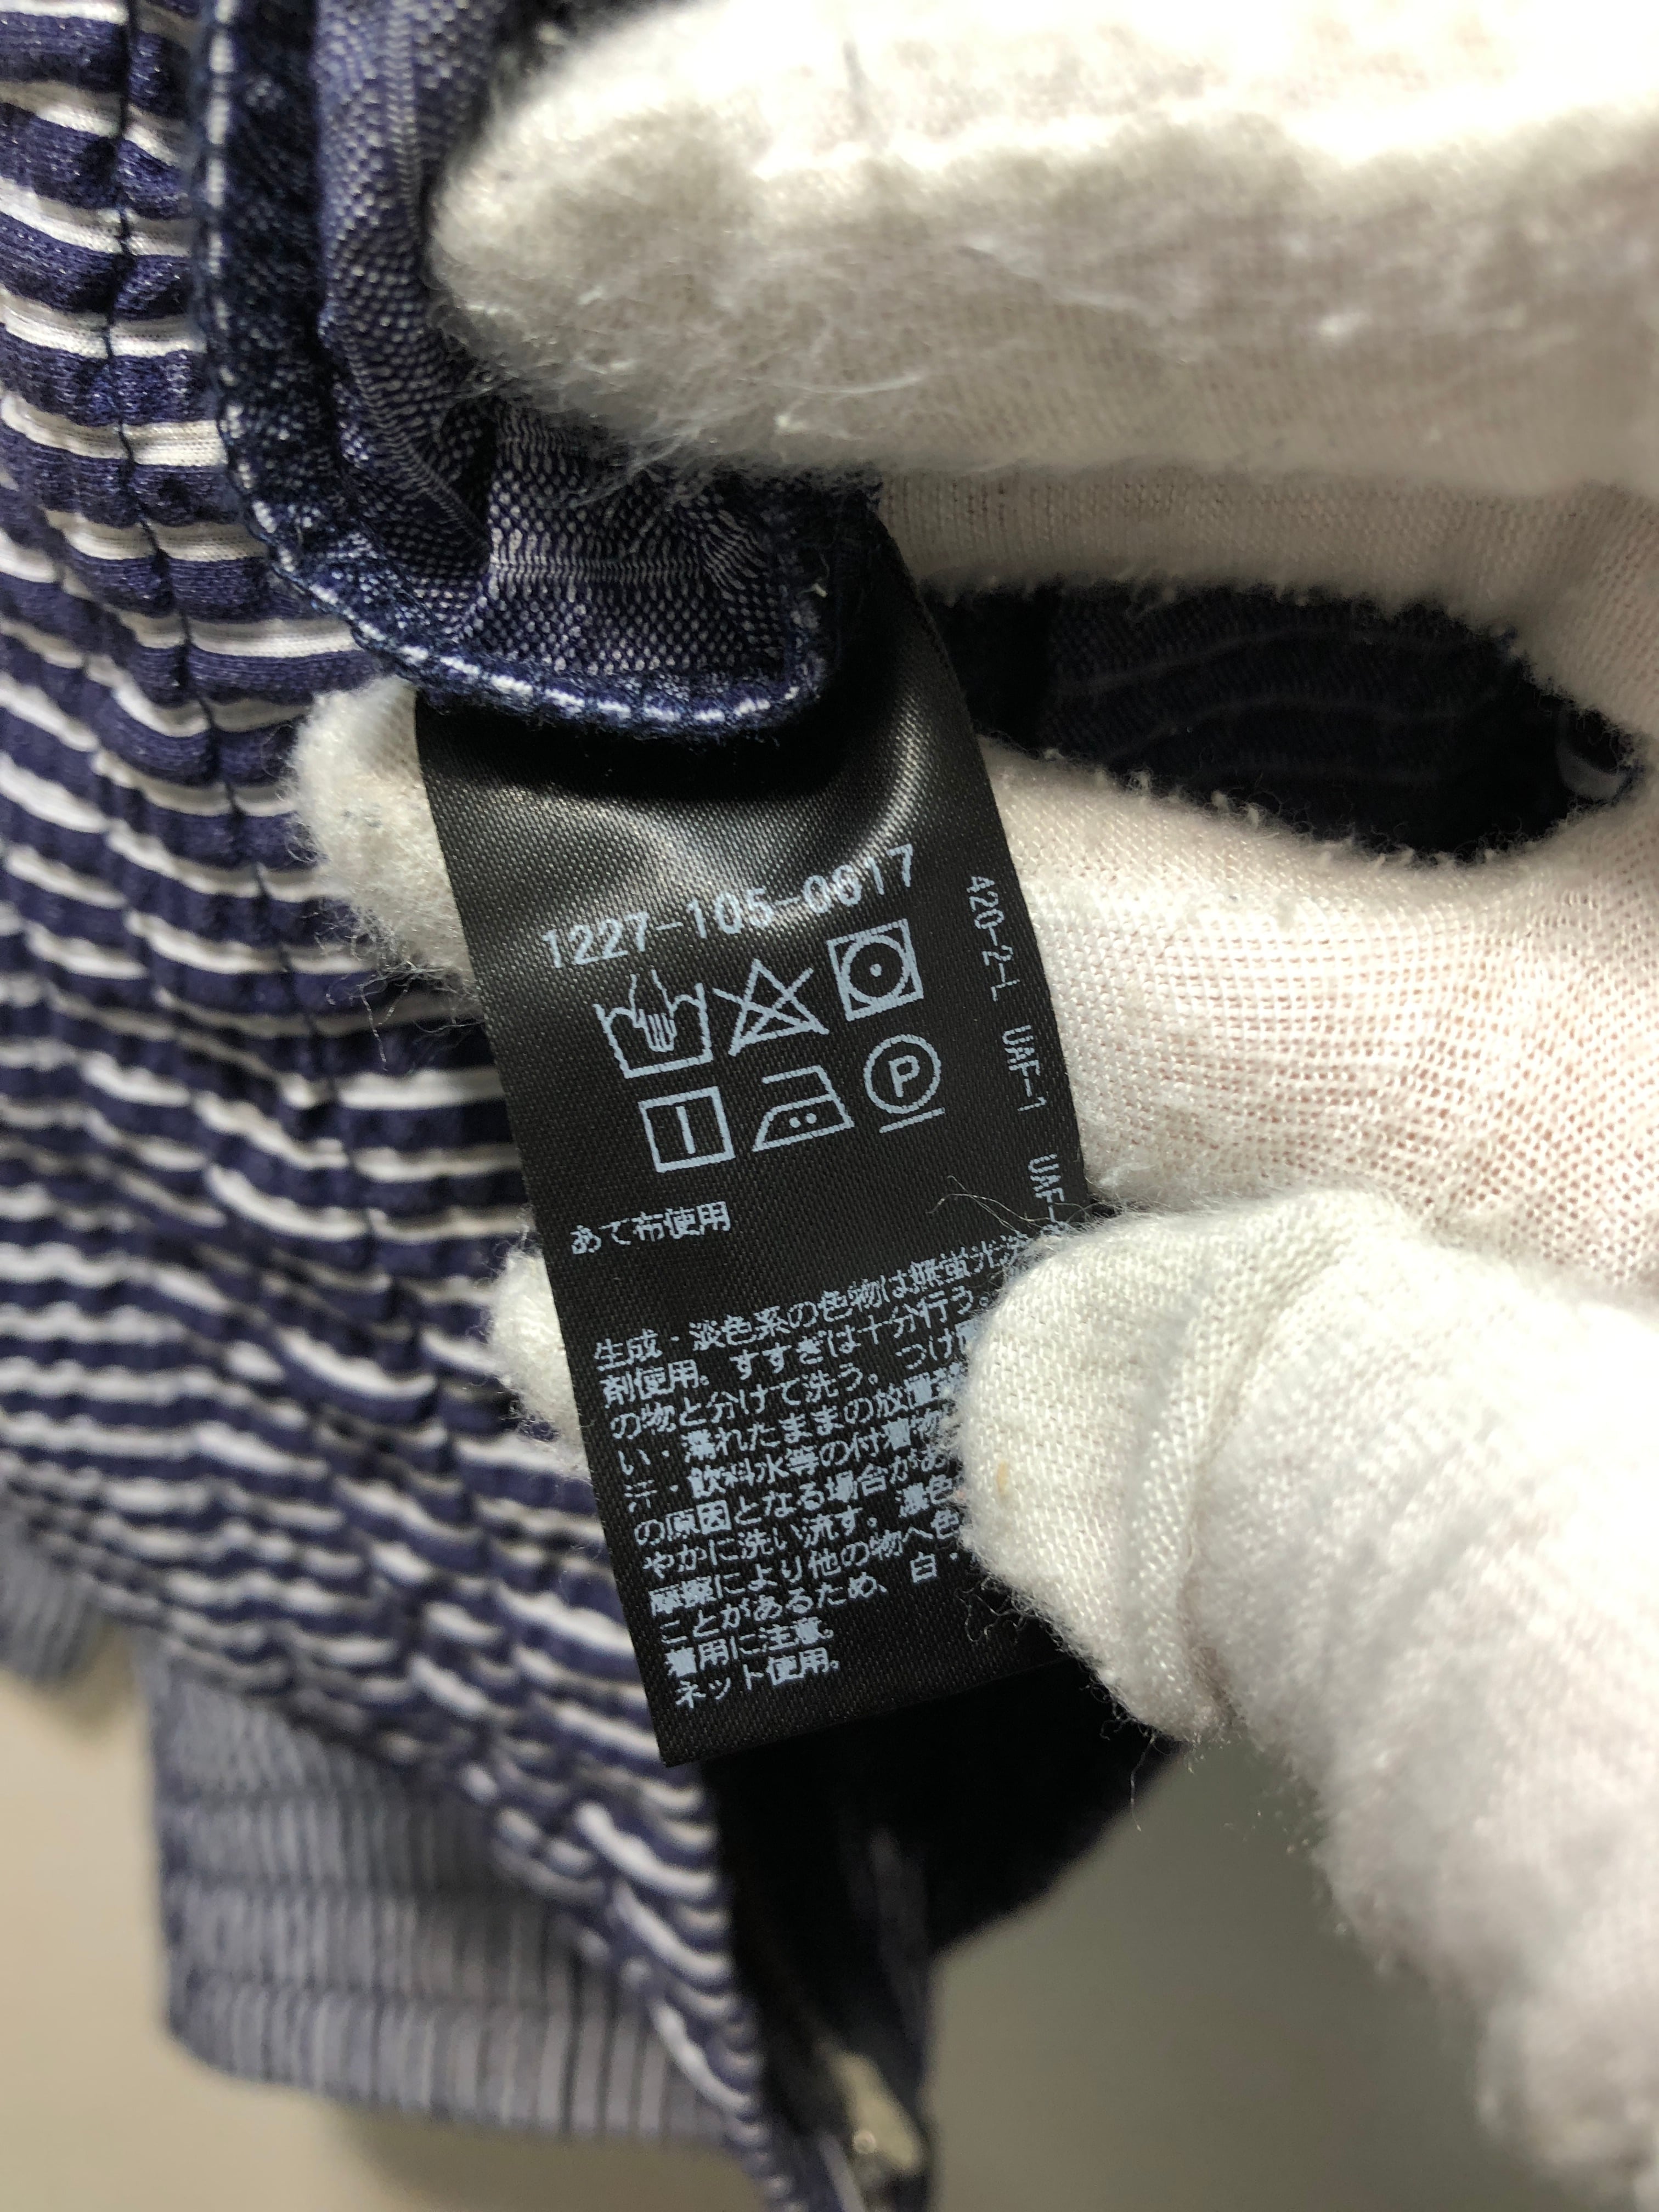 1227-105-0617
P
あて布使用
生成・淡色系の色物は無蛍光洗
剤使用。すすぎは十分行う。
の物と分けて洗う。つけ
い・濡れたままの放置
汗・飲料水等の付着物
の原因となる場合があ
やかに洗い流す。濃色
摩擦により他の物へ色
ことがあるため、白・
着用に注意。
ネット使用。
420-2-L UAF-1 UAF-